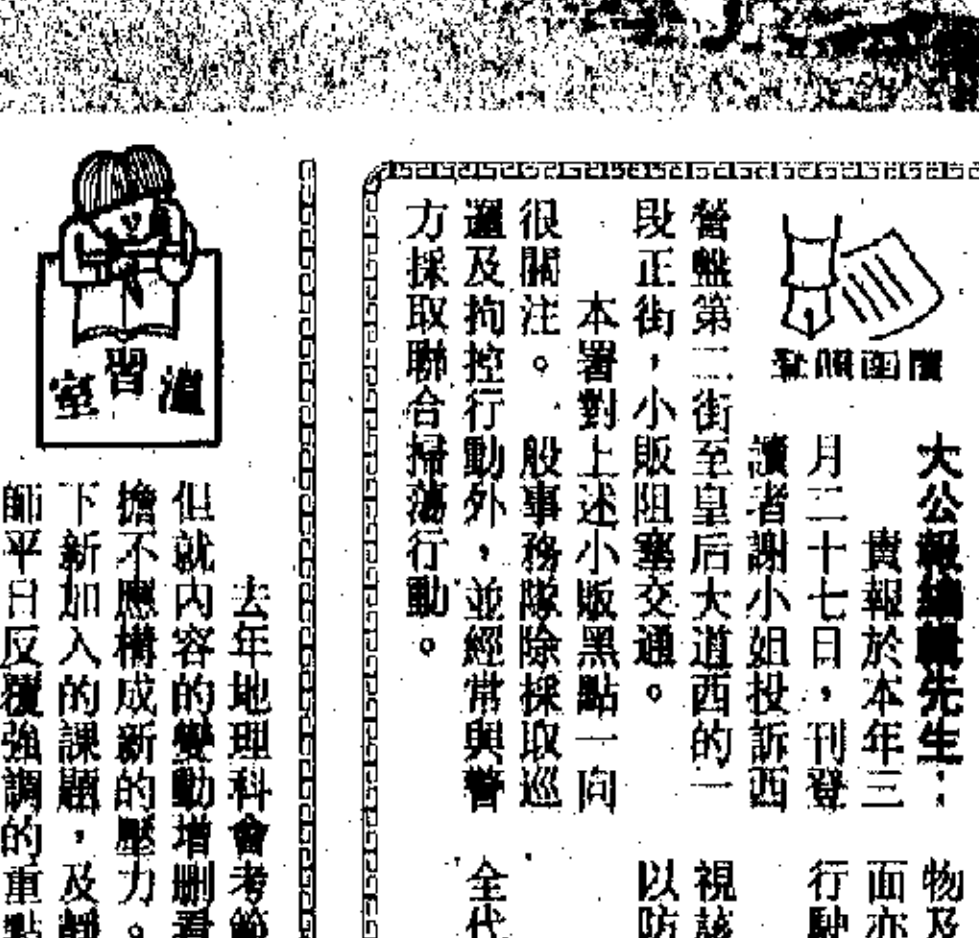 大公報編輯先生：
貴報於本年三
月二十七日，刊登
讀者謝小姐投訴西
營盤第二街至皇后大道西的一
段正街，小販阻塞交通。
本署對上述小販黑點一向
很關注。一般事務隊除採取巡
邏及拘控行動外，並經常與警
方採取聯合掃蕩行動。
物及
面亦
行駛
視該
以防
全代
溫習室
去年地理科會考範
但就內容的變動增刪看
擔不應構成新的壓力。
下新加入的課題，及
師平日反覆強調的重點